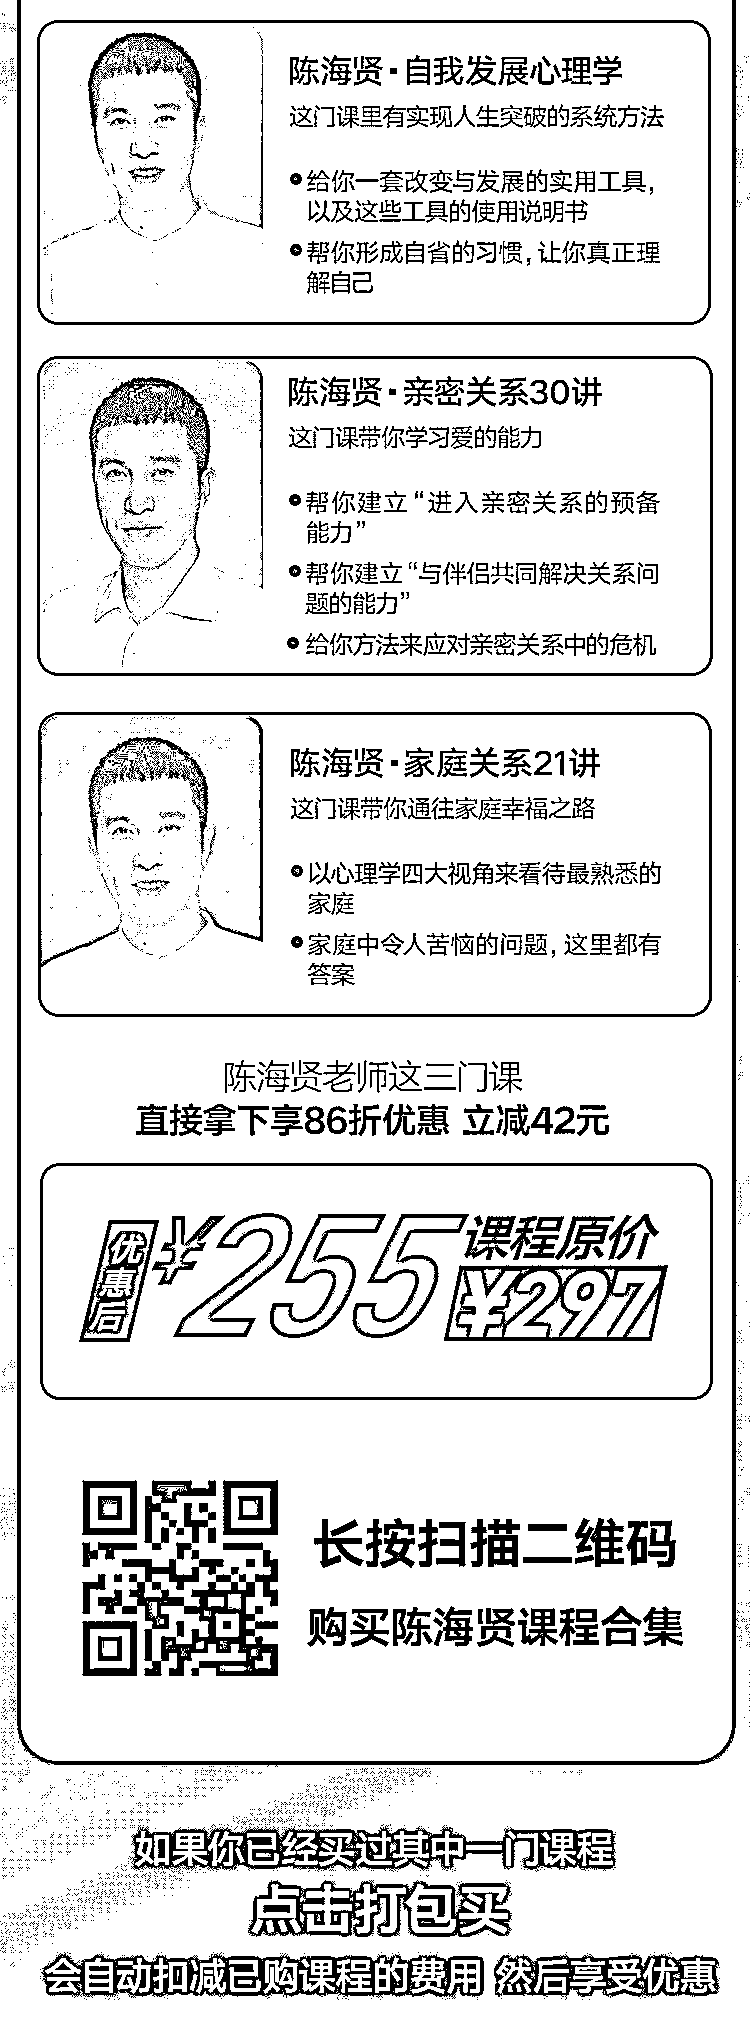 陈海贤·自我发展心理学
这门课里有实现人生突破的系统方法
给你一套改变与发展的实用工具，
以及这些工具的使用说明书
帮你形成自省的习惯，让你真正理
解自己
陈海贤·亲密关系30讲
这门课带你学习爱的能力
帮你建立“进入亲密关系的预备
能力”
帮你建立“与伴侣共同解决关系问
题的能力”
给你方法来应对亲密关系中的危机
陈海贤·家庭关系21讲
这门课带你通往家庭幸福之路
以心理学四大视角来看待最熟悉的
家庭
家庭中令人苦恼的问题，这里都有
答案
陈海贤老师这三门课
直接拿下享86折优惠 立减42元
优惠后 ¥255 课程原价
¥297
长按扫描二维码
购买陈海贤课程合集
如果你已经买过其中一门课程
点击打包买
会自动扣减已购课程的费用 然后享受优惠